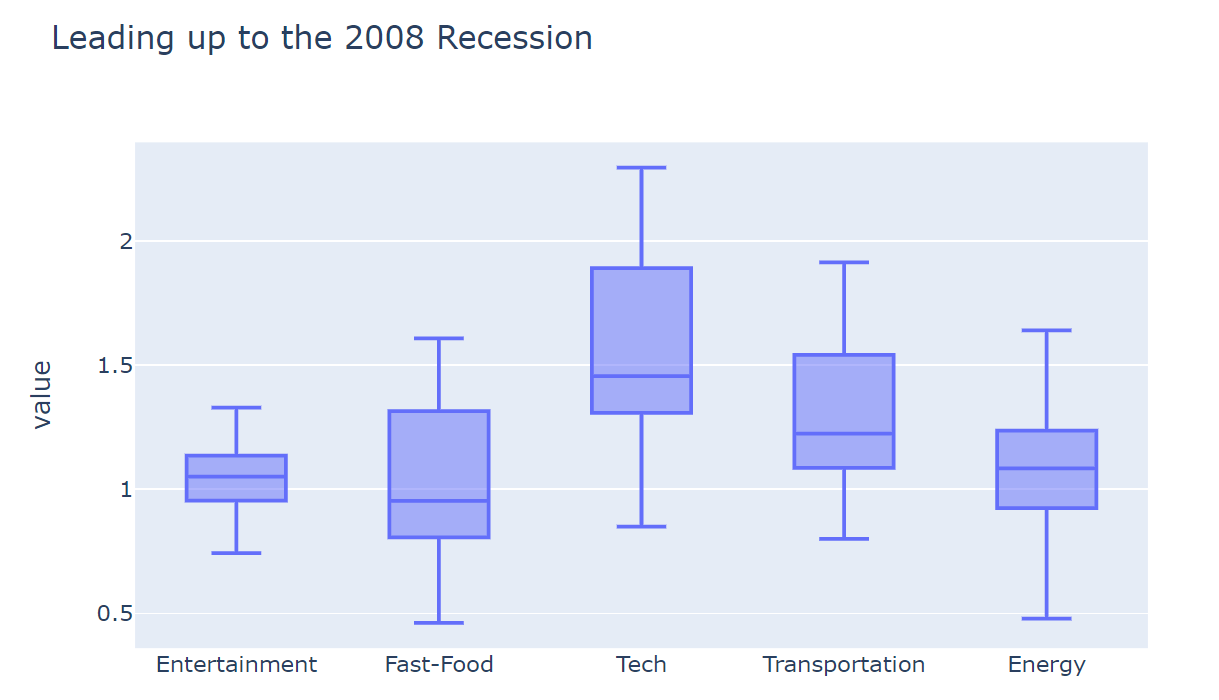 Leading up to the 2008 Recession
value
2
1.5
1
0.5
Entertainment Fast-Food Tech Transportation Energy